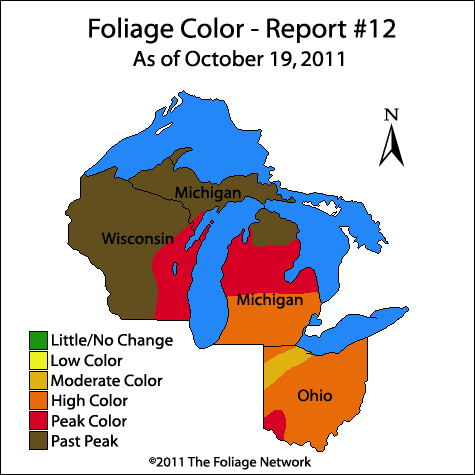 Foliage Color - Report #12
As of October 19, 2011
N
Michigan
Wisconsin
Michigan
Little/No Change
Low Color
Moderate Color
High Color
Ohio
Peak Color
Past Peak
©2011 The Foliage Network